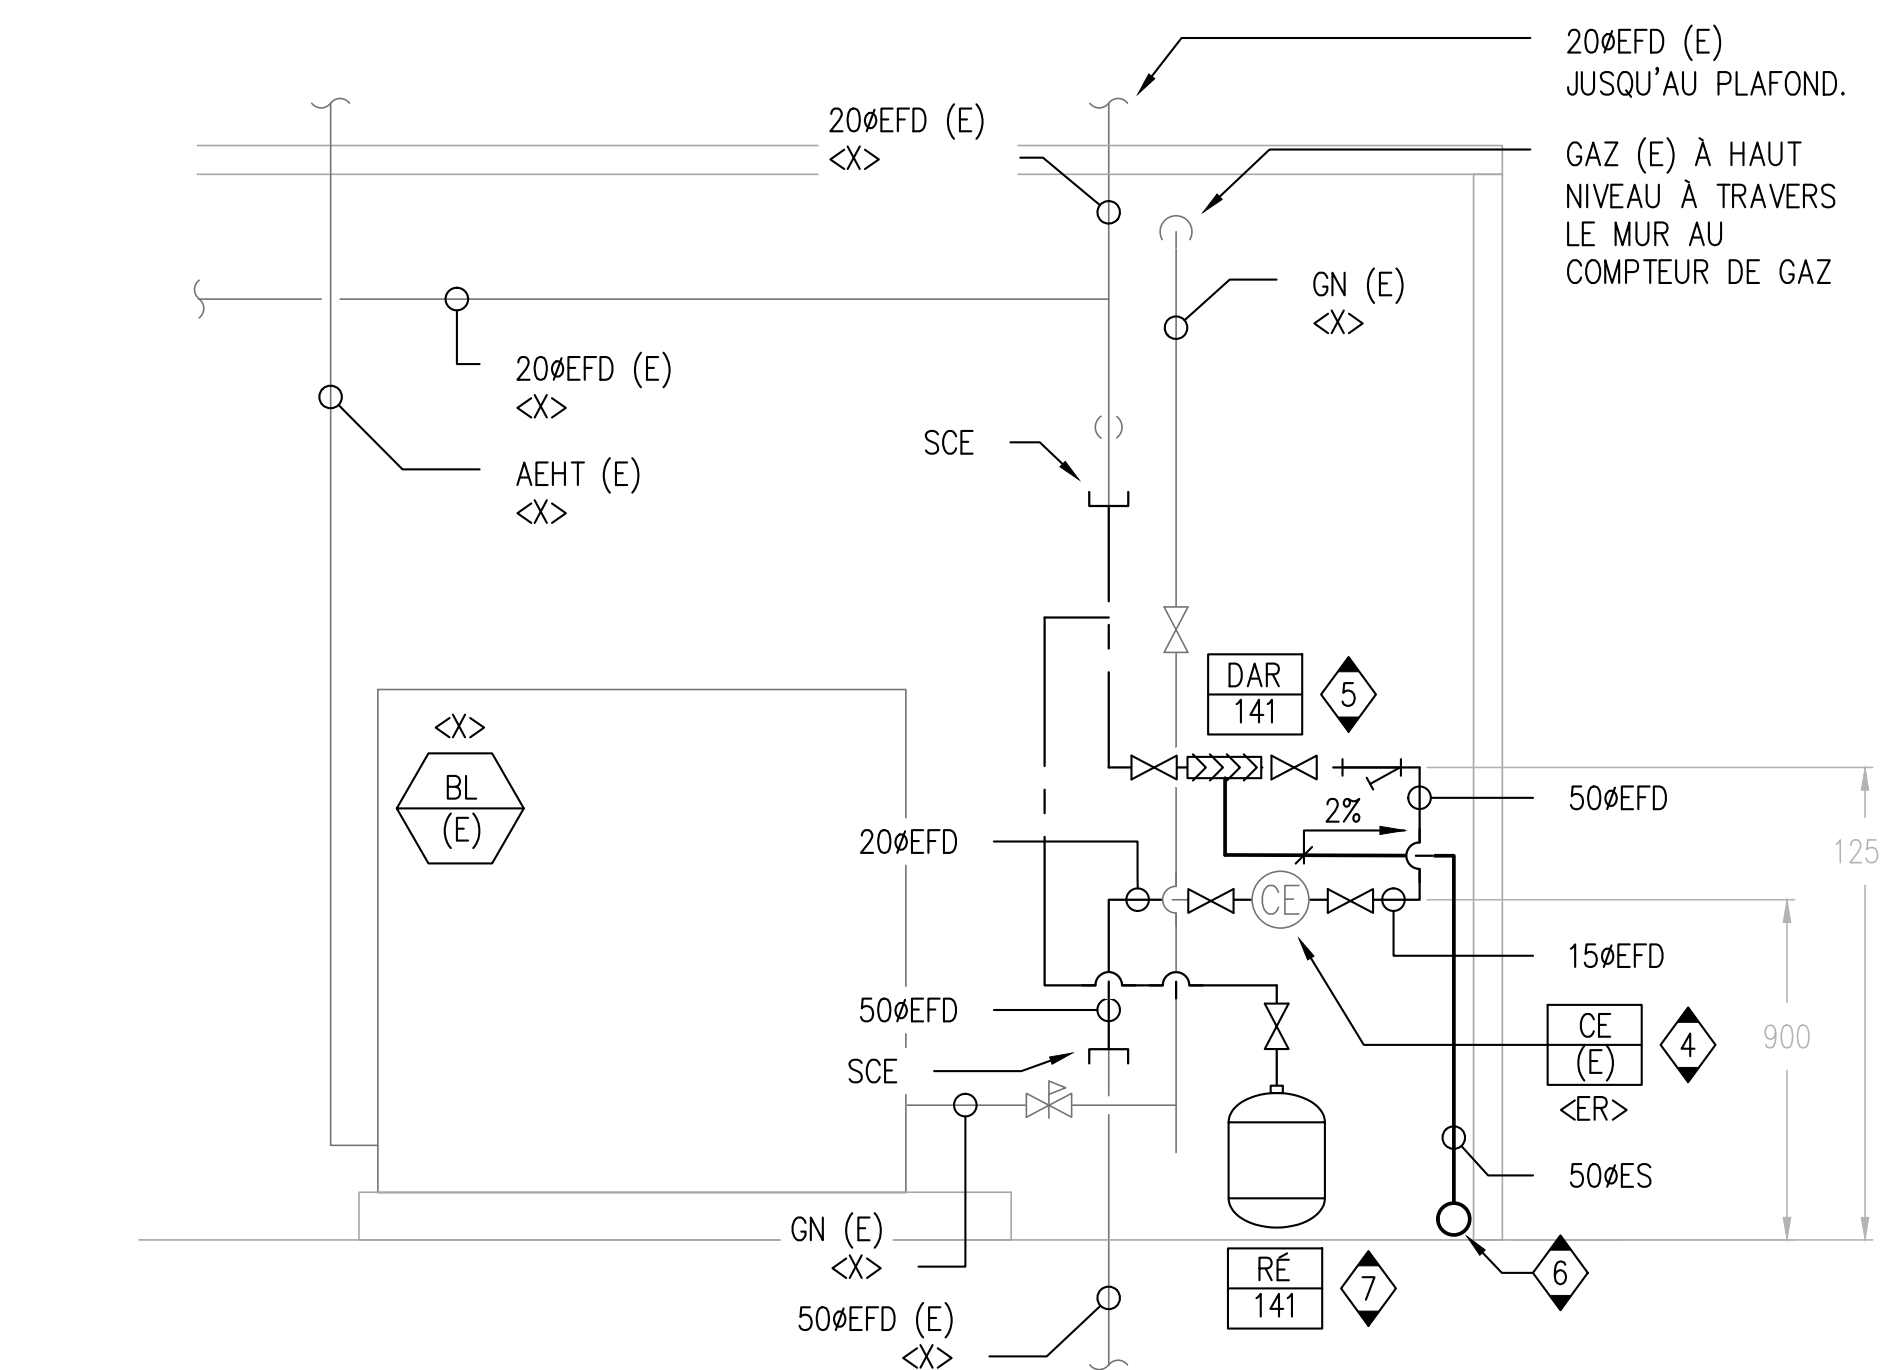 20øEFD (E)
JUSQU'AU PLAFOND.
20øEFD (E)
<X>
GAZ (E) À HAUT
NIVEAU À TRAVERS
LE MUR AU
COMPTEUR DE GAZ
GN (E)
<X>
20øEFD (E)
<X>
SCE
AEHT (E)
<X>
DAR
141
5
<X>
BL
(E)
50øEFD
2%
20øEFD
125
CE
15øEFD
50øEFD
CE
(E)
4
<ER>
900
SCE
50øES
GN (E)
<X>
RÉ
141
7
6
50øEFD (E)
<X>